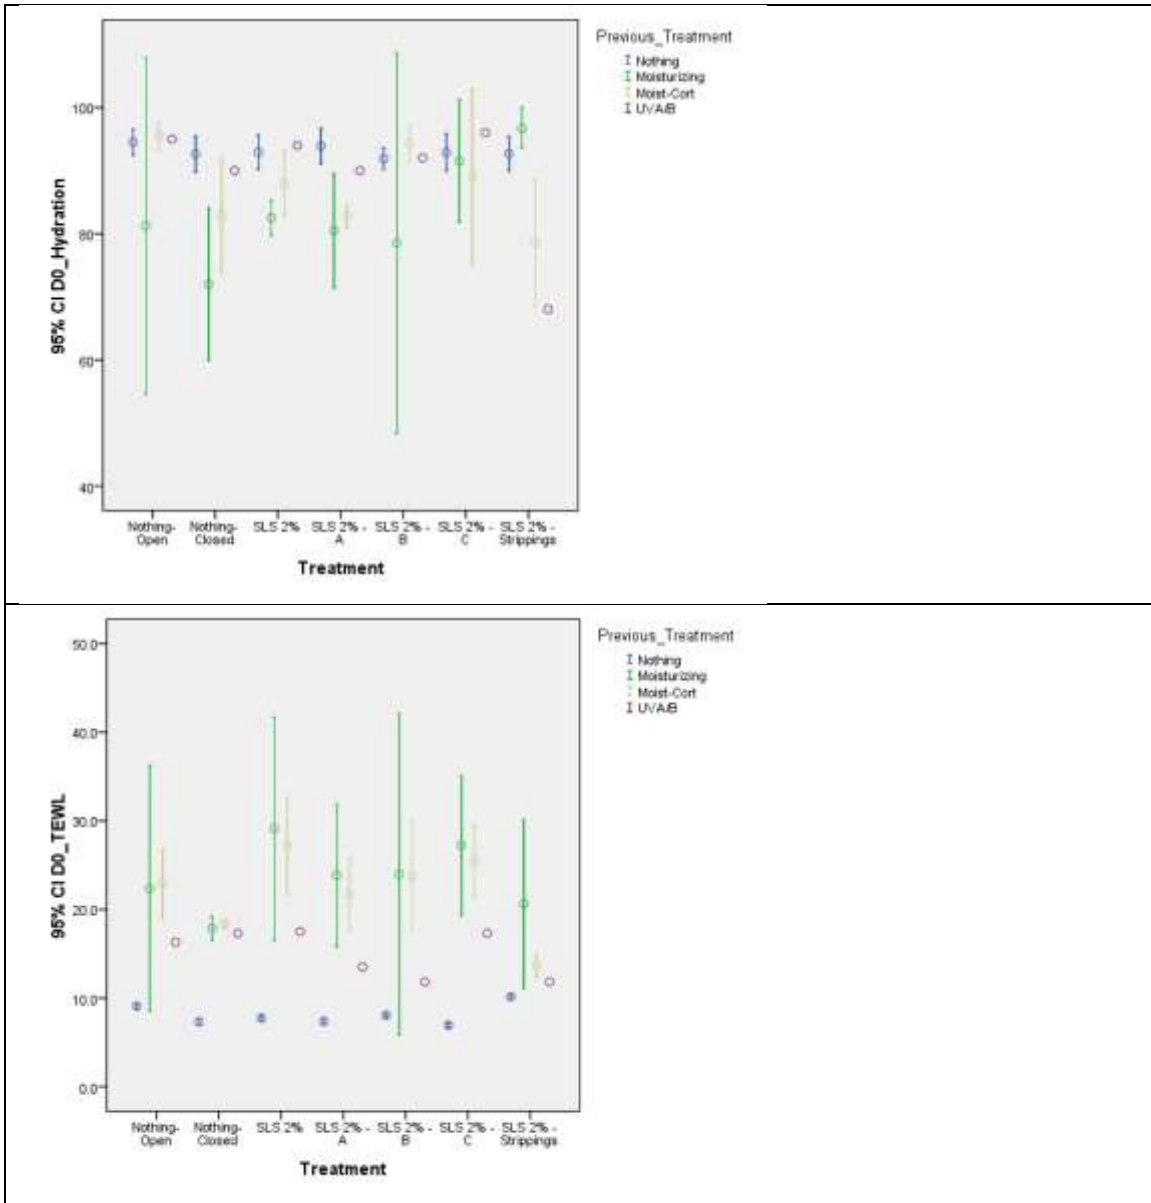 Previous_Treatment
Nothing
Moisturizing
Moist-Cort
UVA/B
100
80
60
40
95% CI D0_Hydration
Nothing-Open
Nothing-Closed
SLS 2%
SLS 2% - A
SLS 2% - B
SLS 2% - C
SLS 2% - Strippings
Treatment
Previous_Treatment
Nothing
Moisturizing
Moist-Cort
UVA/B
50.0
40.0
30.0
20.0
10.0
0.0
95% CI D0_TEWL
Nothing-Open
Nothing-Closed
SLS 2%
SLS 2% - A
SLS 2% - B
SLS 2% - C
SLS 2% - Strippings
Treatment